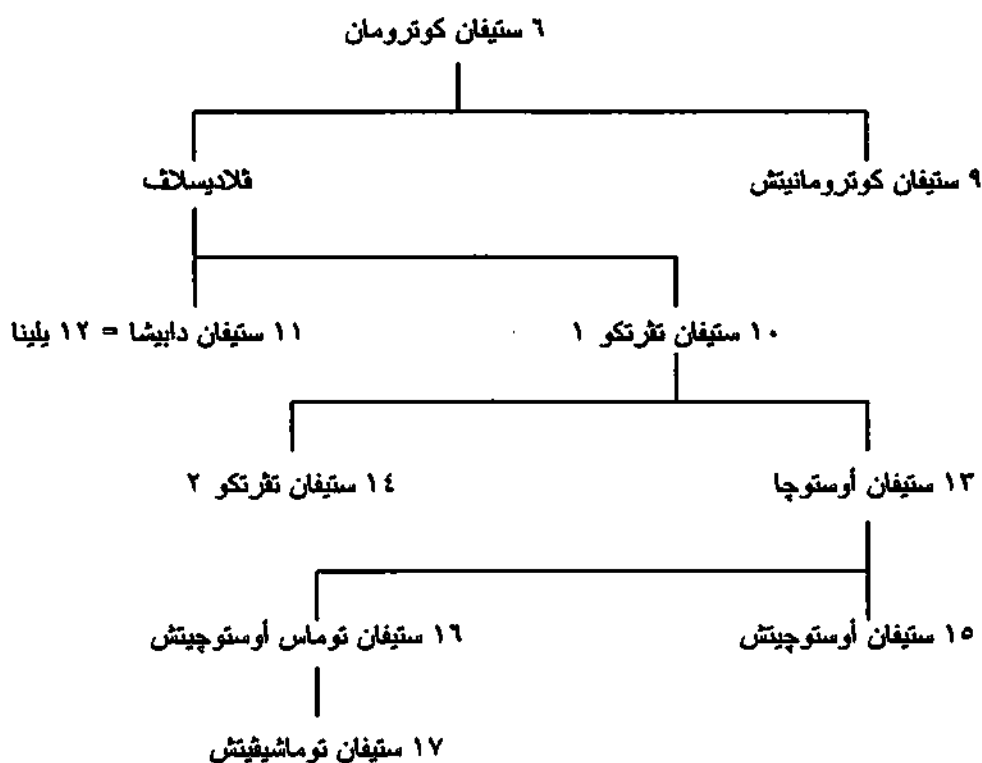 ٦ ستيفان كوترومان
٩ ستيفان كوترومانيتش
ڤلاديسلاڤ
١٠ ستيفان تڤرتكو ١
١١ ستيفان دابيشا = ١٢ يلينا
١٣ ستيفان أوستوچا
١٤ ستيفان تڤرتكو ٢
١٥ ستيفان أوستوچيتش
١٦ ستيفان توماس أوستوچيتش
١٧ ستيفان توماشيڤيتش